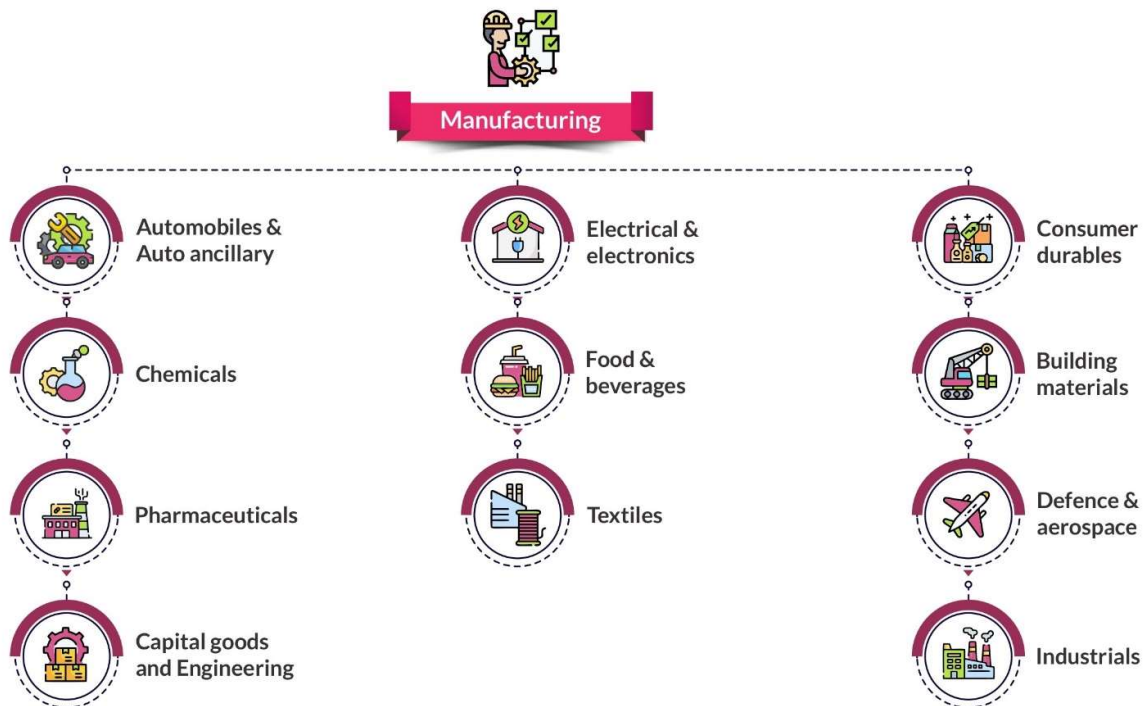 Manufacturing
Automobiles &
Auto ancillary
Chemicals
Pharmaceuticals
Capital goods
and Engineering
Electrical &
electronics
Food &
beverages
Textiles
Consumer
durables
Building
materials
Defence &
aerospace
Industrials